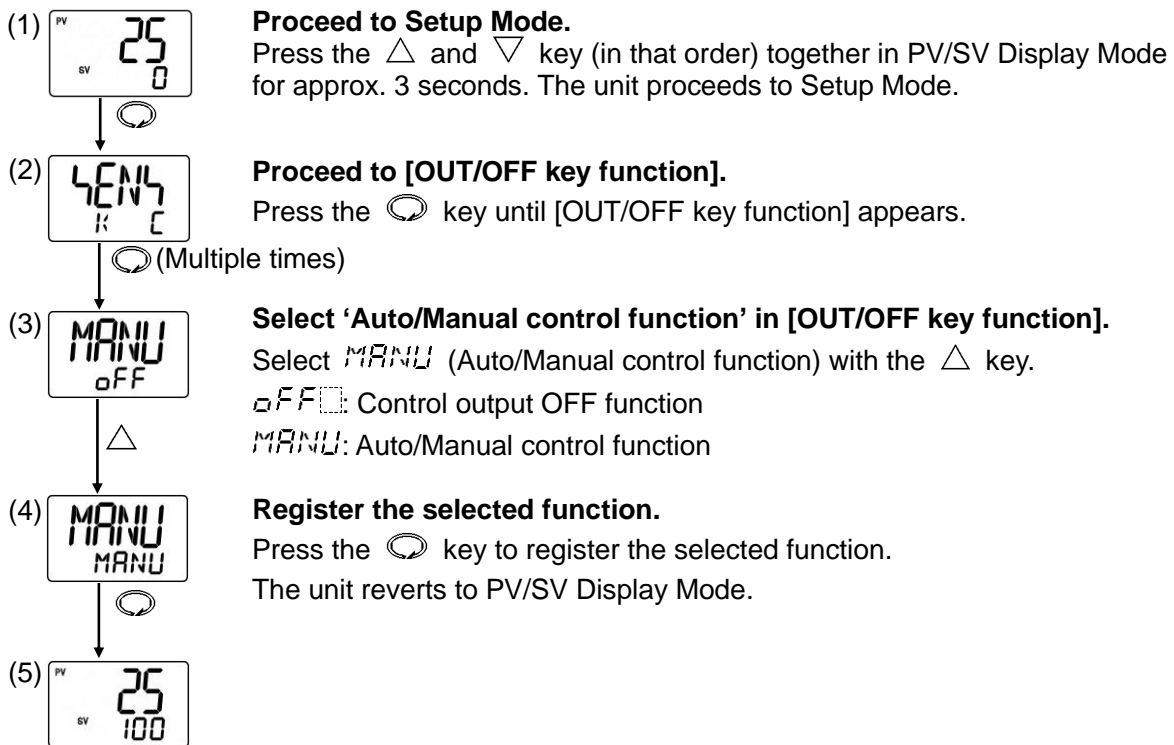 (1) PV 25 SV 0
Proceed to Setup Mode.
Press the △ and ▽ key (in that order) together in PV/SV Display Mode
for approx. 3 seconds. The unit proceeds to Setup Mode.
(2) SENS K C
Proceed to [OUT/OFF key function].
Press the key until [OUT/OFF key function] appears.
(Multiple times)
(3) MANU oFF
Select ‘Auto/Manual control function’ in [OUT/OFF key function].
Select MANU (Auto/Manual control function) with the △ key.
oFF: Control output OFF function
MANU: Auto/Manual control function
△
(4) MANU MANU
Register the selected function.
Press the key to register the selected function.
The unit reverts to PV/SV Display Mode.
(5) PV 25 SV 100